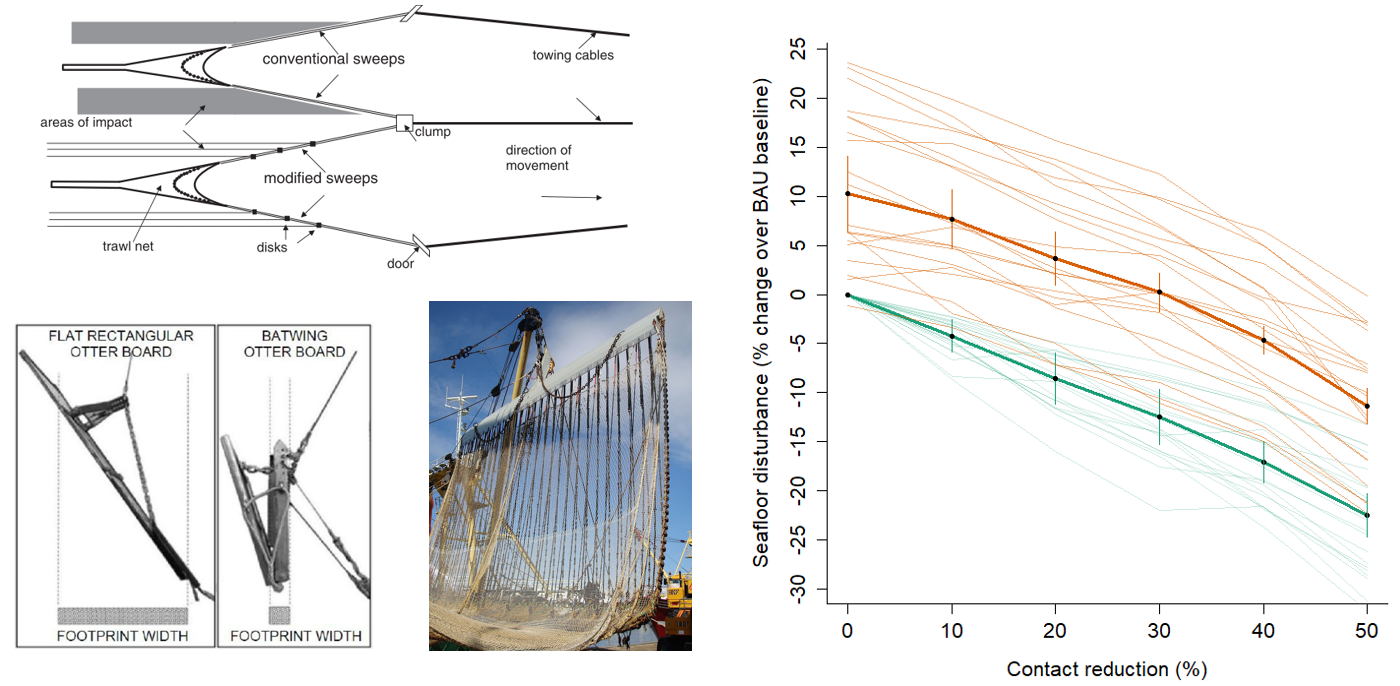 conventional sweeps
towing cables
areas of impact
clump
direction of
movement
modified sweeps
trawl net
disks
door
FLAT RECTANGULAR
OTTER BOARD
FOOTPRINT WIDTH
BATWING
OTTER BOARD
FOOTPRINT WIDTH
Seafloor disturbance (% change over BAU baseline)
25
20
15
10
5
0
-5
-10
-15
-20
-25
-30
0 10 20 30 40 50
Contact reduction (%)